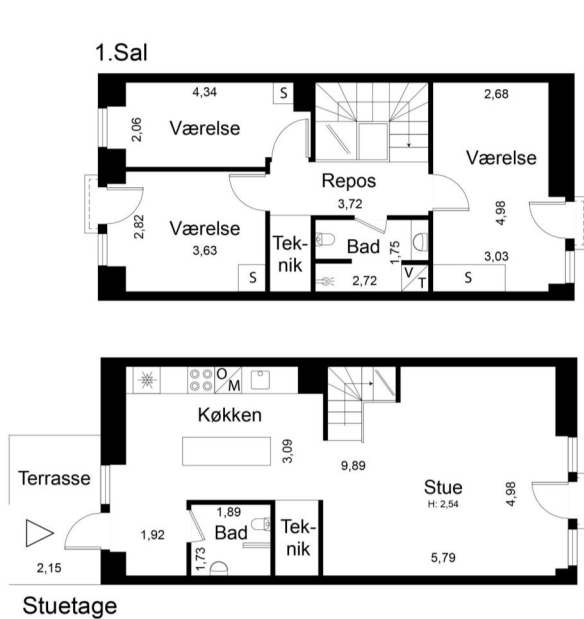 1.Sal
4,34
S
2,68
2,06
Værelse
Værelse
Repos
3,72
2,82
Værelse
3,63
4,98
Tek-
nik
Bad
1,75
3,03
S
2,72
V
T
S
O
M
Køkken
3,09
Terrasse
9,89
Stue
H: 2,54
4,98
1,89
1,92
Bad
Tek-
nik
1,73
5,79
2,15
Stuetage